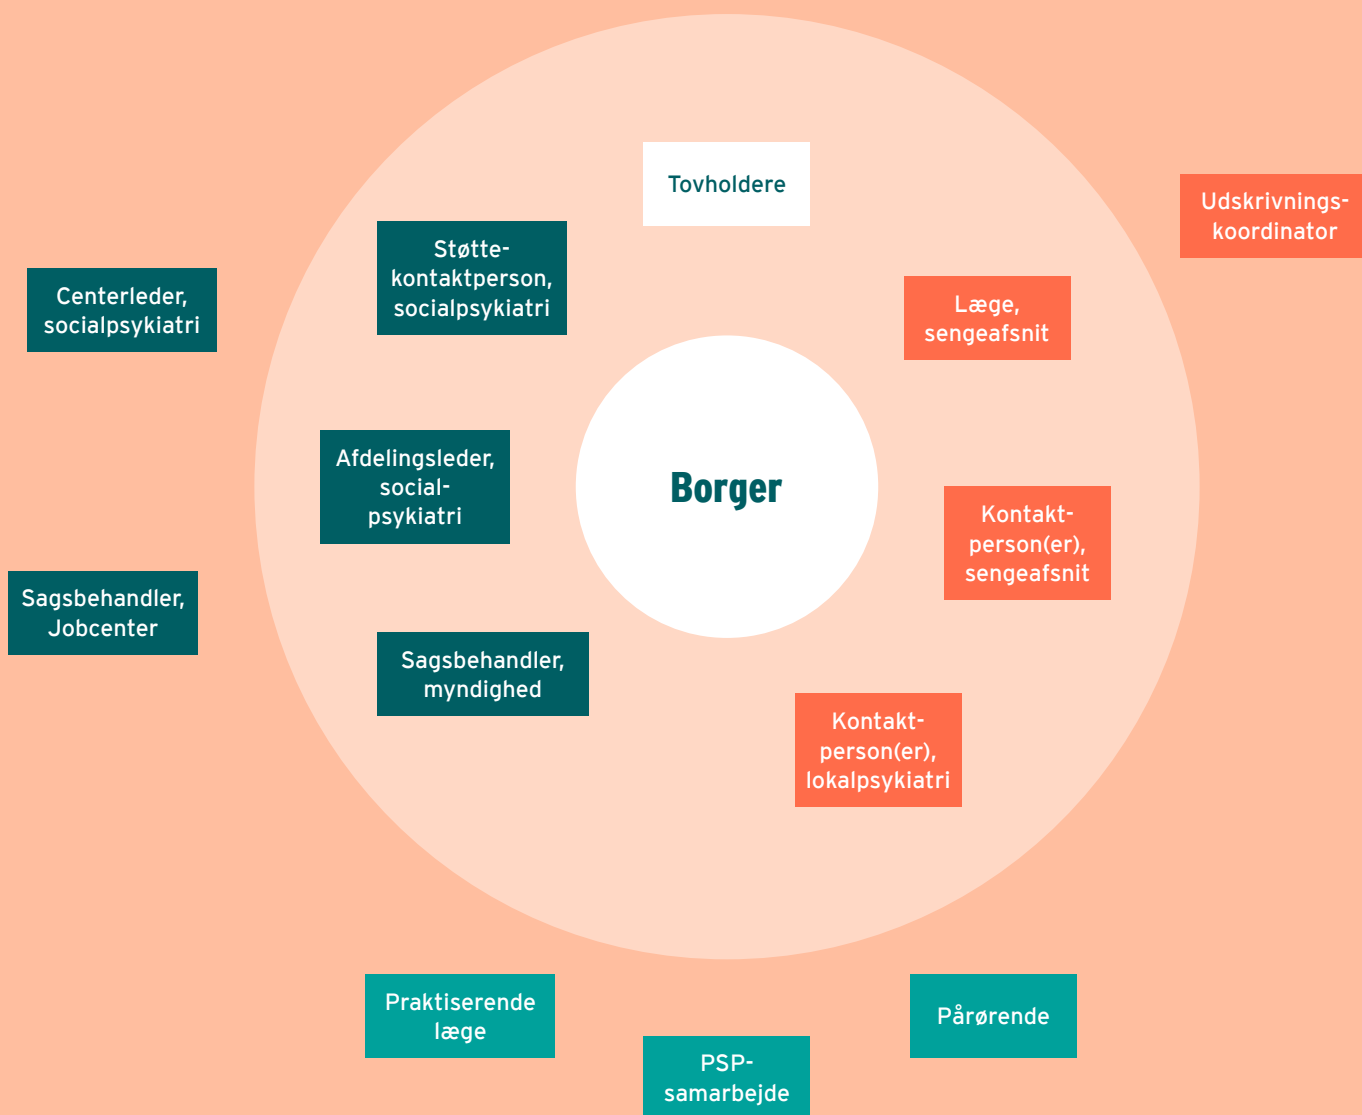 Tovholdere
Udskrivnings-
koordinator
Støtte-
kontaktperson,
socialpsykiatri
Centerleder,
socialpsykiatri
Læge,
sengeafsnit
Afdelingsleder,
social-
psykiatri
Borger
Kontakt-
person(er),
sengeafsnit
Sagsbehandler,
Jobcenter
Sagsbehandler,
myndighed
Kontakt-
person(er),
lokalpsykiatri
Praktiserende
læge
PSP-
samarbejde
Pårørende